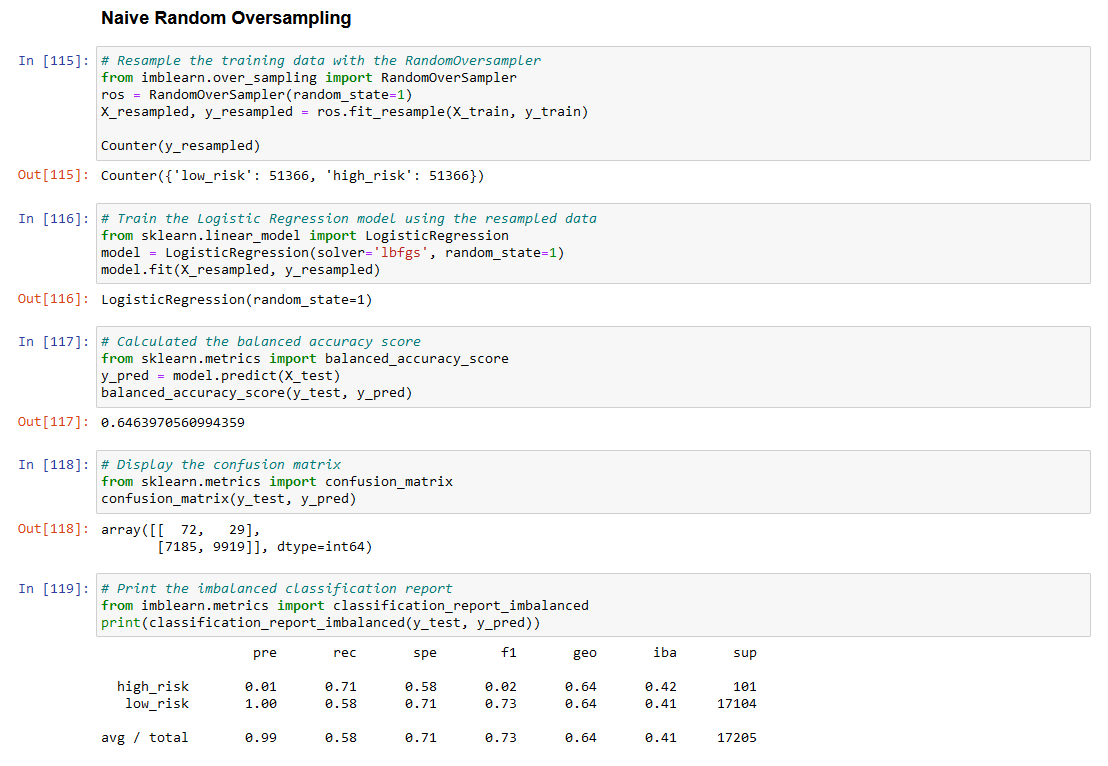 Naive Random Oversampling
In [115]: # Resample the training data with the RandomOversampler
from imblearn.over_sampling import RandomOverSampler
ros = RandomOverSampler(random_state=1)
X_resampled, y_resampled = ros.fit_resample(X_train, y_train)
Counter(y_resampled)
Out[115]: Counter({'low_risk': 51366, 'high_risk': 51366})
In [116]: # Train the Logistic Regression model using the resampled data
from sklearn.linear_model import LogisticRegression
model = LogisticRegression(solver='lbfgs', random_state=1)
model.fit(X_resampled, y_resampled)
Out[116]: LogisticRegression(random_state=1)
In [117]: # Calculated the balanced accuracy score
from sklearn.metrics import balanced_accuracy_score
y_pred = model.predict(X_test)
balanced_accuracy_score(y_test, y_pred)
Out[117]: 0.6463970560994359
In [118]: # Display the confusion matrix
from sklearn.metrics import confusion_matrix
confusion_matrix(y_test, y_pred)
Out[118]: array([[  72,   29],
[7185, 9919]], dtype=int64)
In [119]: # Print the imbalanced classification report
from imblearn.metrics import classification_report_imbalanced
print(classification_report_imbalanced(y_test, y_pred))
pre rec spe f1 geo iba sup
high_risk 0.01 0.71 0.58 0.02 0.64 0.42 101
low_risk 1.00 0.58 0.71 0.73 0.64 0.41 17104
avg / total 0.99 0.58 0.71 0.73 0.64 0.41 17205